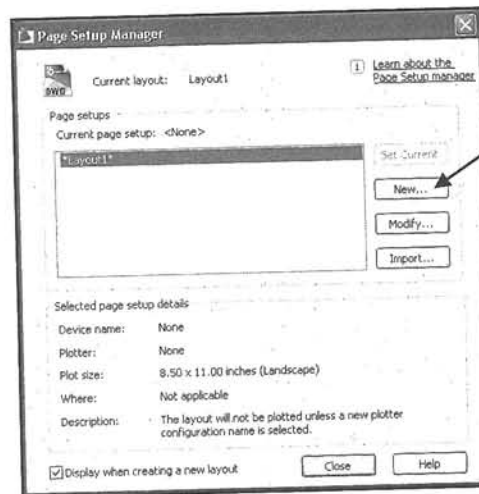 Page Setup Manager
DWG
Current layout: Layout1
i Learn about the
Page Setup manager
Page setups
Current page setup: <None>
*Layout1*
Set Current
New...
Modify...
Import...
Selected page setup details
Device name: None
Plotter: None
Plot size: 8.50 x 11.00 inches (Landscape)
Where: Not applicable
Description: The layout will not be plotted unless a new plotter
configuration name is selected.
Display when creating a new layout
Close
Help